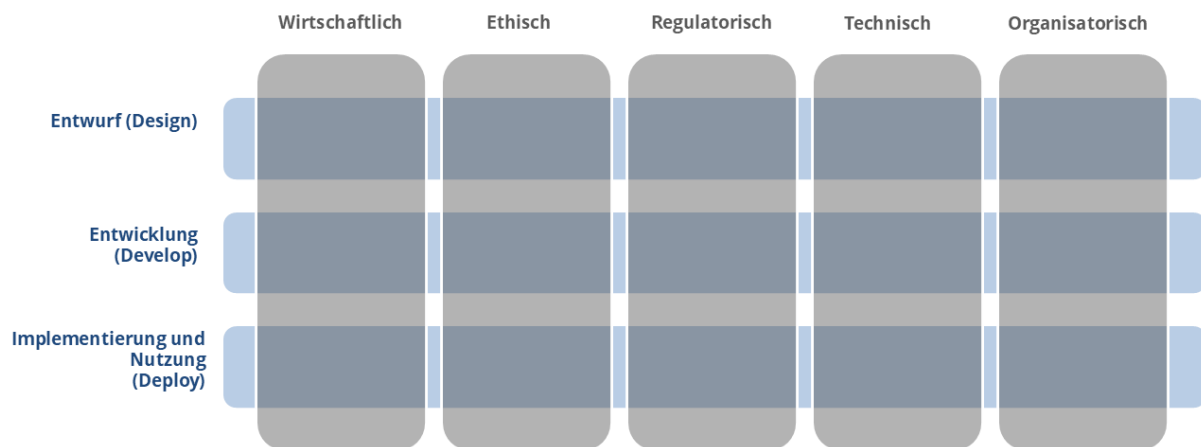 Wirtschaftlich
Ethisch
Regulatorisch
Technisch
Organisatorisch
Entwurf (Design)
Entwicklung
(Develop)
Implementierung und
Nutzung
(Deploy)